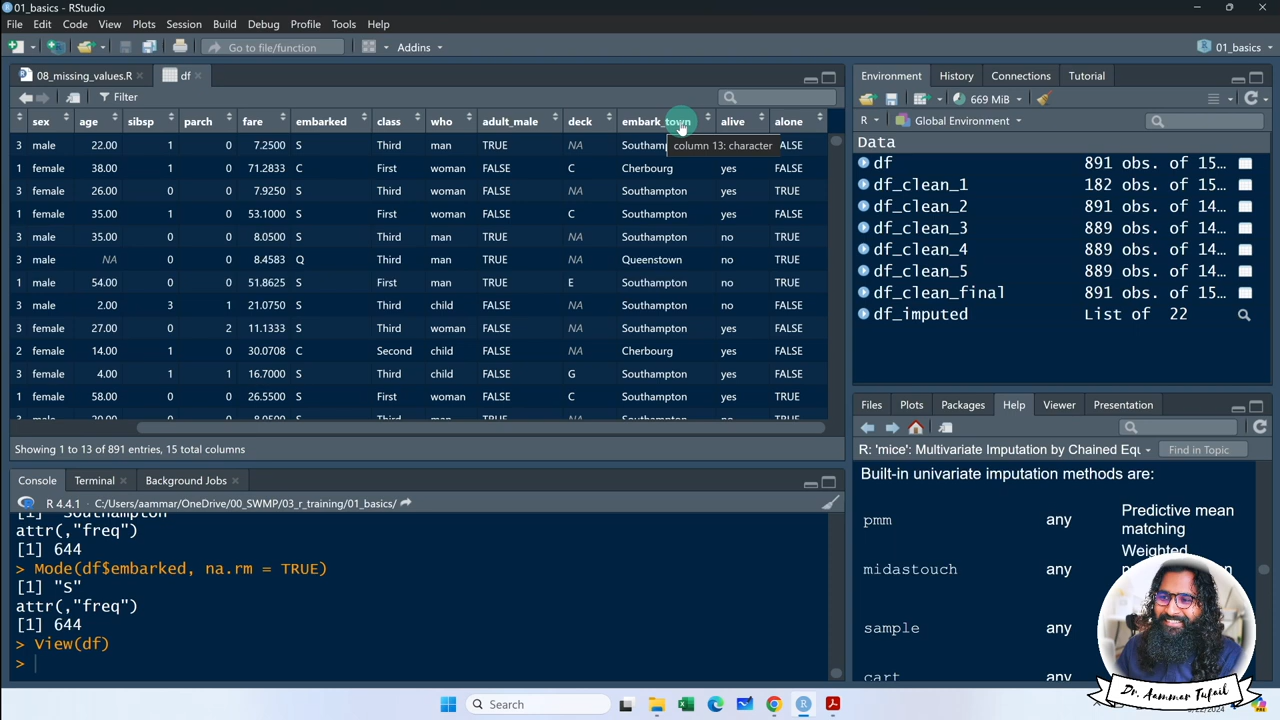 01_basics - RStudio
File Edit Code View Plots Session Build Debug Profile Tools Help
Go to file/function Addins 01_basics
08_missing_values.R df
Filter
sex age sibsp parch fare embarked class who adult_male deck embark_town alive alone
3 male 22.00 1 0 7.2500 S Third man TRUE NA Southamp ALSE
column 13: character
1 female 38.00 1 0 71.2833 C First woman FALSE C Cherbourg yes FALSE
3 female 26.00 0 0 7.9250 S Third woman FALSE NA Southampton yes TRUE
1 female 35.00 1 0 53.1000 S First woman FALSE C Southampton yes FALSE
3 male 35.00 0 0 8.0500 S Third man TRUE NA Southampton no TRUE
3 male NA 0 0 8.4583 Q Third man TRUE NA Queenstown no TRUE
1 male 54.00 0 0 51.8625 S First man TRUE E Southampton no TRUE
3 male 2.00 3 1 21.0750 S Third child FALSE NA Southampton no FALSE
3 female 27.00 0 2 11.1333 S Third woman FALSE NA Southampton yes FALSE
2 female 14.00 1 0 30.0708 C Second child FALSE NA Cherbourg yes FALSE
3 female 4.00 1 1 16.7000 S Third child FALSE G Southampton yes FALSE
1 female 58.00 0 0 26.5500 S First woman FALSE C Southampton yes TRUE
Showing 1 to 13 of 891 entries, 15 total columns
Console Terminal Background Jobs
R 4.4.1 · C:/Users/aammar/OneDrive/00_SWMP/03_r_training/01_basics/
[1] "Southampton"
attr(,"freq")
[1] 644
> Mode(df$embarked, na.rm = TRUE)
[1] "S"
attr(,"freq")
[1] 644
> View(df)
>
Environment History Connections Tutorial
669 MiB
R Global Environment
Data
df 891 obs. of 15…
df_clean_1 182 obs. of 15…
df_clean_2 891 obs. of 14…
df_clean_3 889 obs. of 14…
df_clean_4 889 obs. of 14…
df_clean_5 889 obs. of 14…
df_clean_final 891 obs. of 15…
df_imputed List of 22
Files Plots Packages Help Viewer Presentation
R: 'mice': Multivariate Imputation by Chained Equ Find in Topic
Built-in univariate imputation methods are:
pmm any Predictive mean
matching
midastouch any Weighted
sample any
cart any
Dr. Aammar Tufail
Search